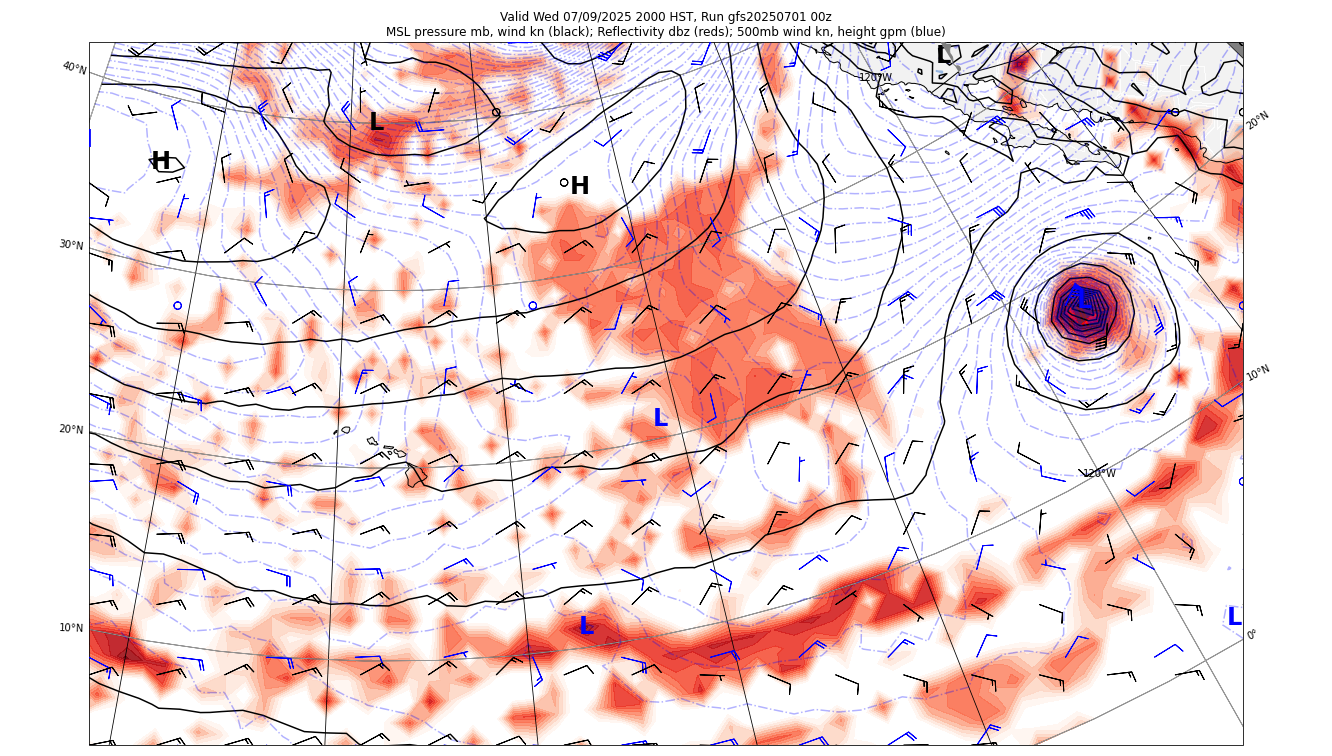 Valid Wed 07/09/2025 2000 HST, Run gfs20250701 00z
MSL pressure mb, wind kn (black); Reflectivity dbz (reds); 500mb wind kn, height gpm (blue)
L
40°N
120°W
20°N
L
H
H
30°N
L
10°N
L
20°N
120°W
L
L
10°N
0°